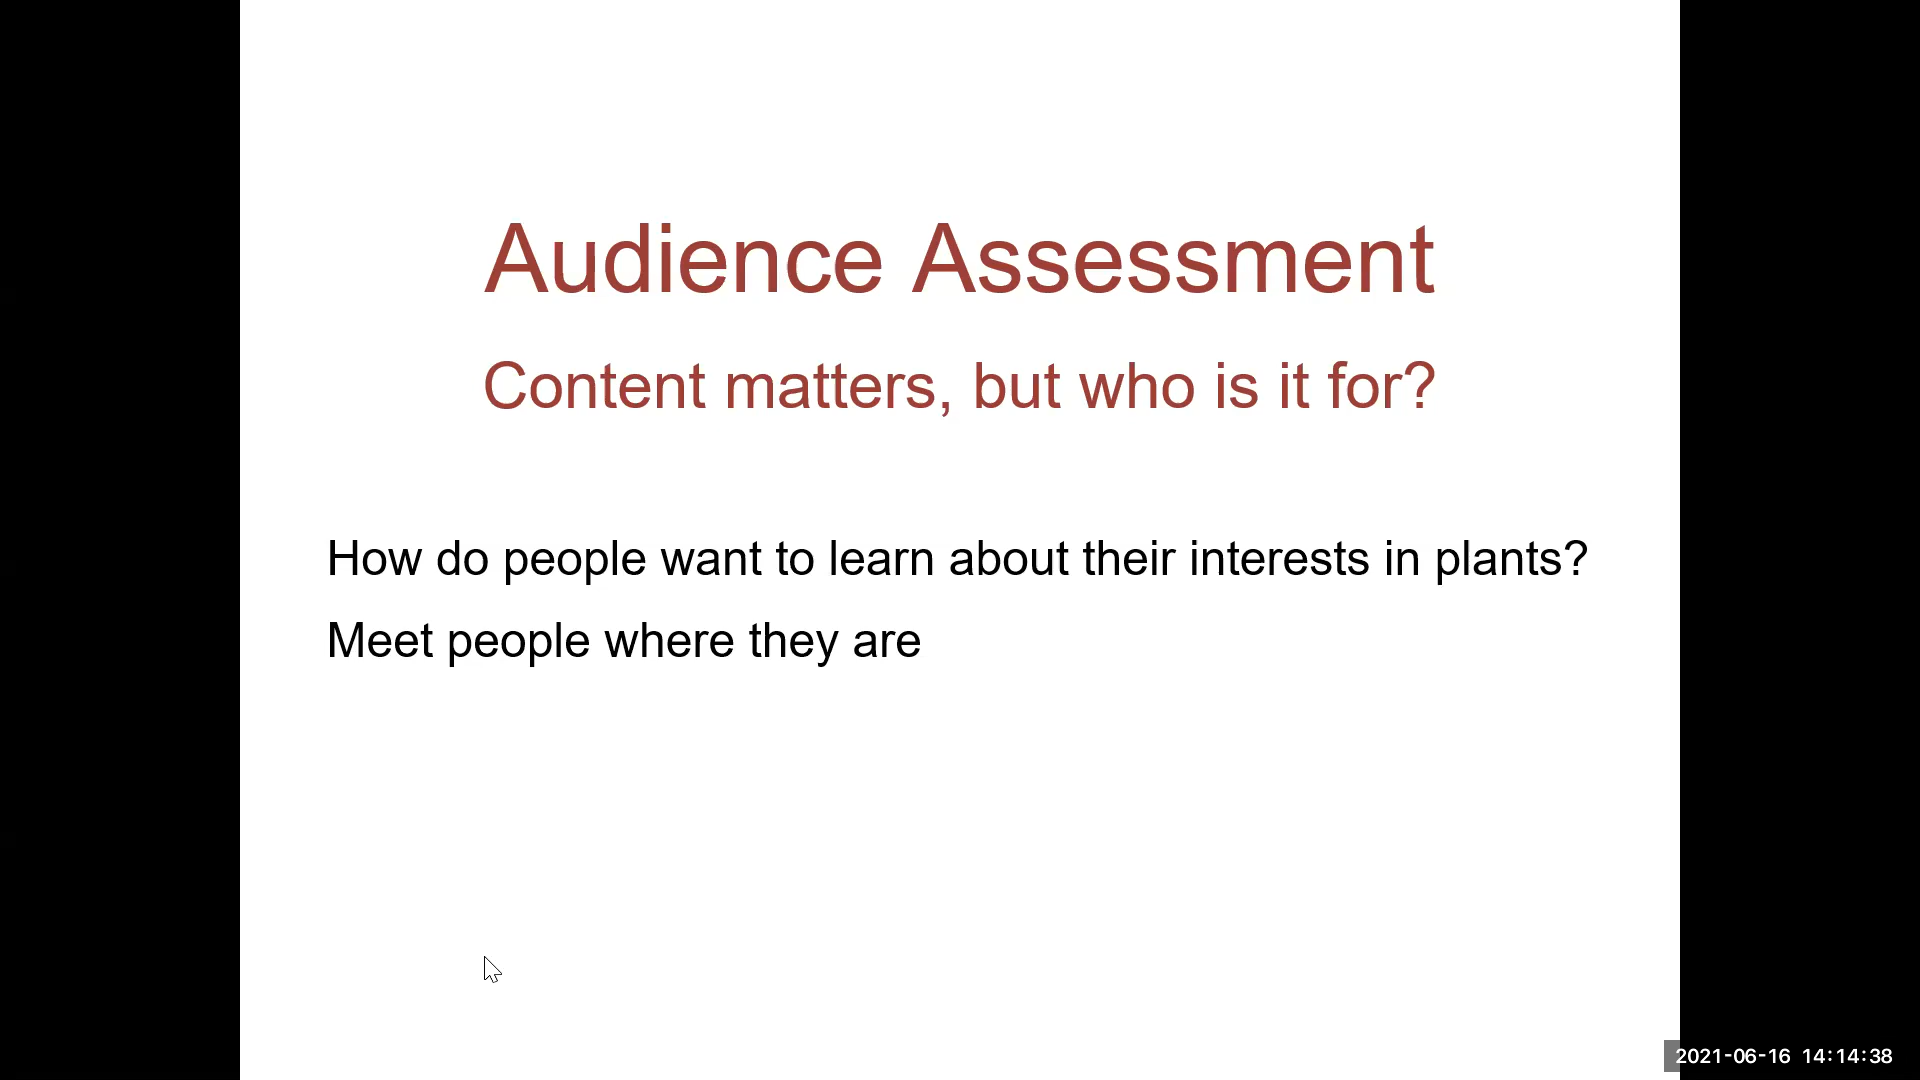 Audience Assessment
Content matters, but who is it for?
How do people want to learn about their interests in plants?
Meet people where they are
2021-06-16 14:14:38